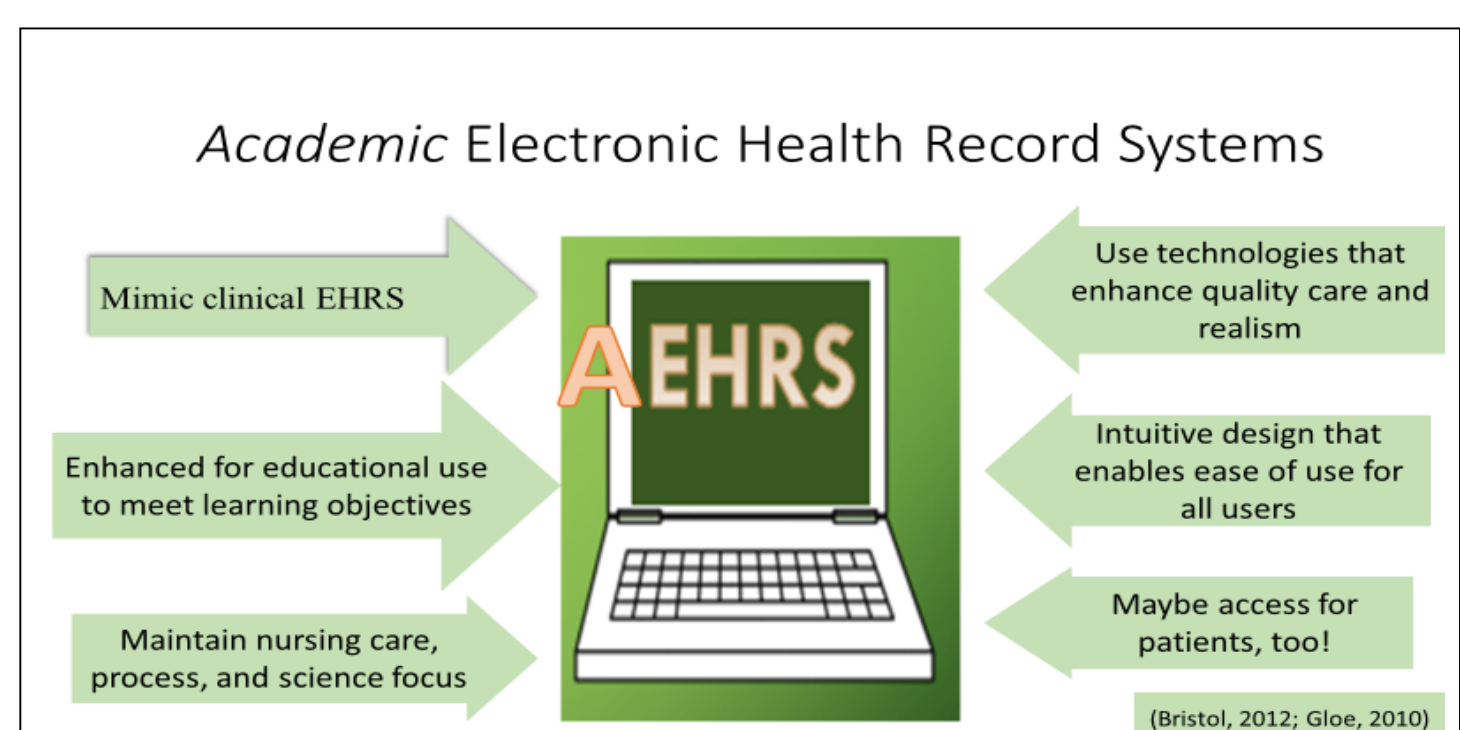 Academic Electronic Health Record Systems
Mimic clinical EHRS
Enhanced for educational use
to meet learning objectives
Maintain nursing care,
process, and science focus
AEHRS
Use technologies that
enhance quality care and
realism
Intuitive design that
enables ease of use for
all users
Maybe access for
patients, too!
(Bristol, 2012; Gloe, 2010)